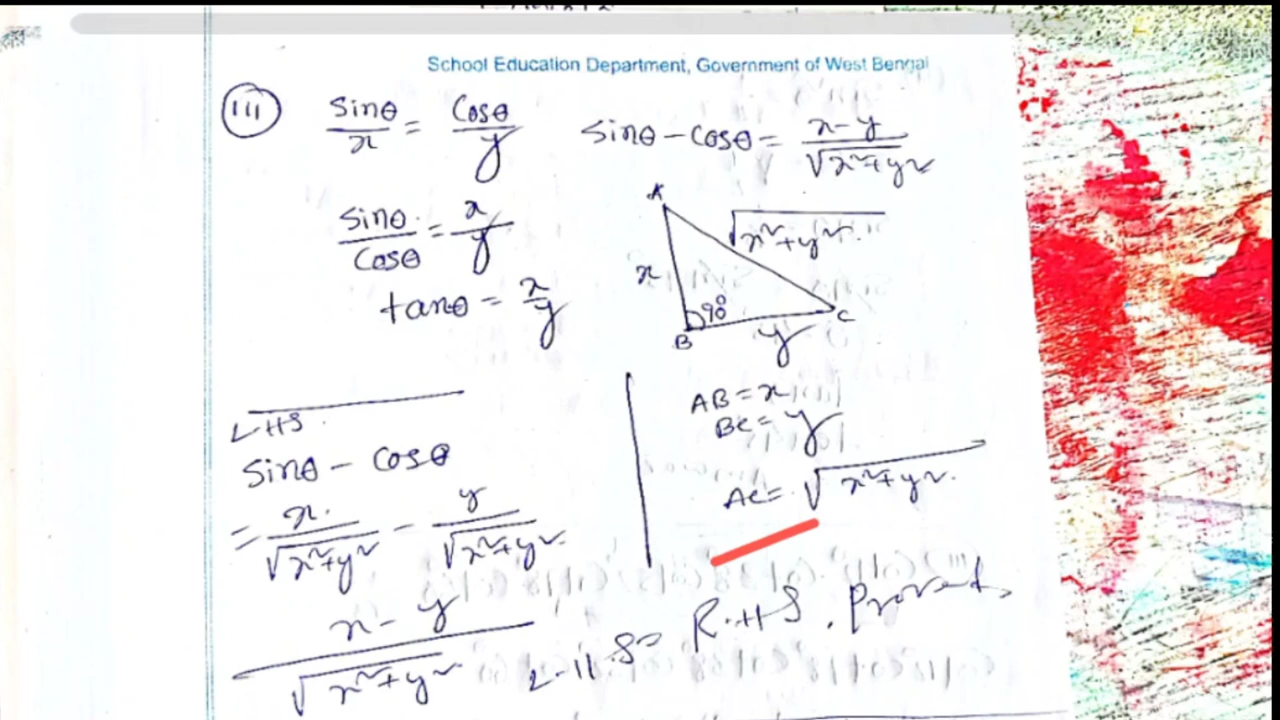 School Education Department, Government of West Bengal
III sinθ/x = Cosθ/y sinθ - cosθ = x-y/√x²+y²
sinθ/cosθ = x/y
tanθ = x/y
A
√x²+y²
x
90°
B
y
C
LHS
sinθ - cosθ
= x/√x²+y² - y/√x²+y²
x-y/√x²+y²
AB = x
BC = y
AC = √x²+y²
L.H.S = R.H.S. Proved